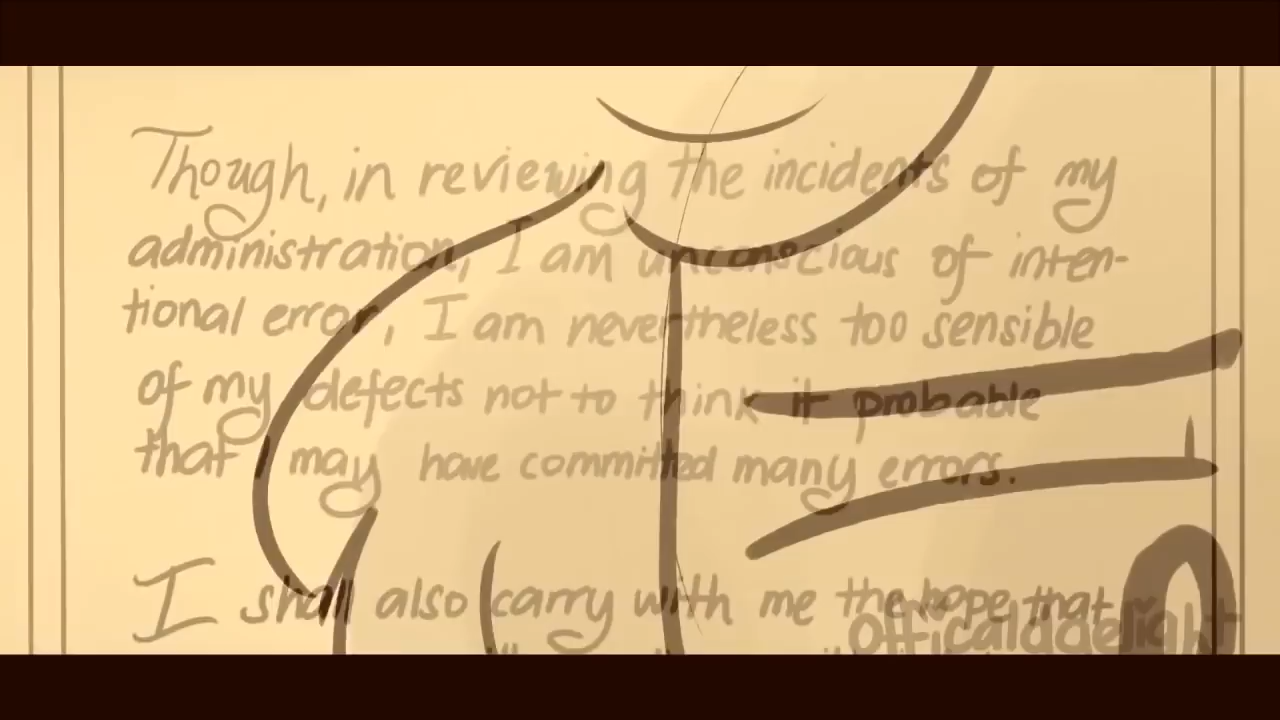 Though, in reviewing the incidents of my
administration, I am unconscious of inten-
tional error, I am nevertheless too sensible
of my defects not to think it probable
that I may have committed many errors.
I shall also carry with me the hope that